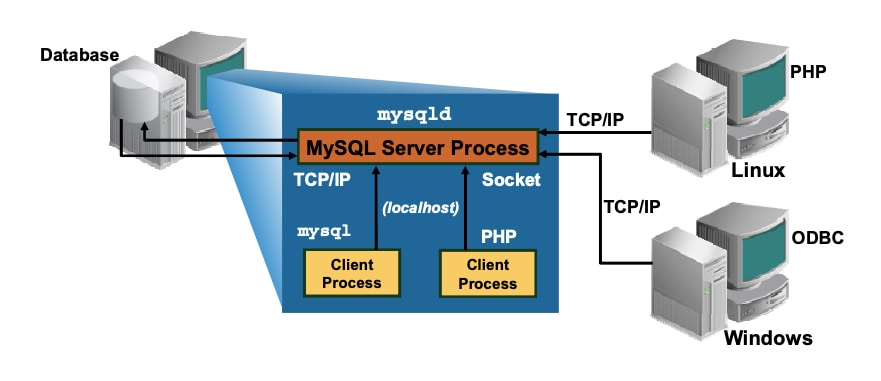 Database
mysqld
MySQL Server Process
TCP/IP
Socket
(localhost)
mysql
PHP
Client
Process
Client
Process
TCP/IP
PHP
Linux
TCP/IP
ODBC
Windows